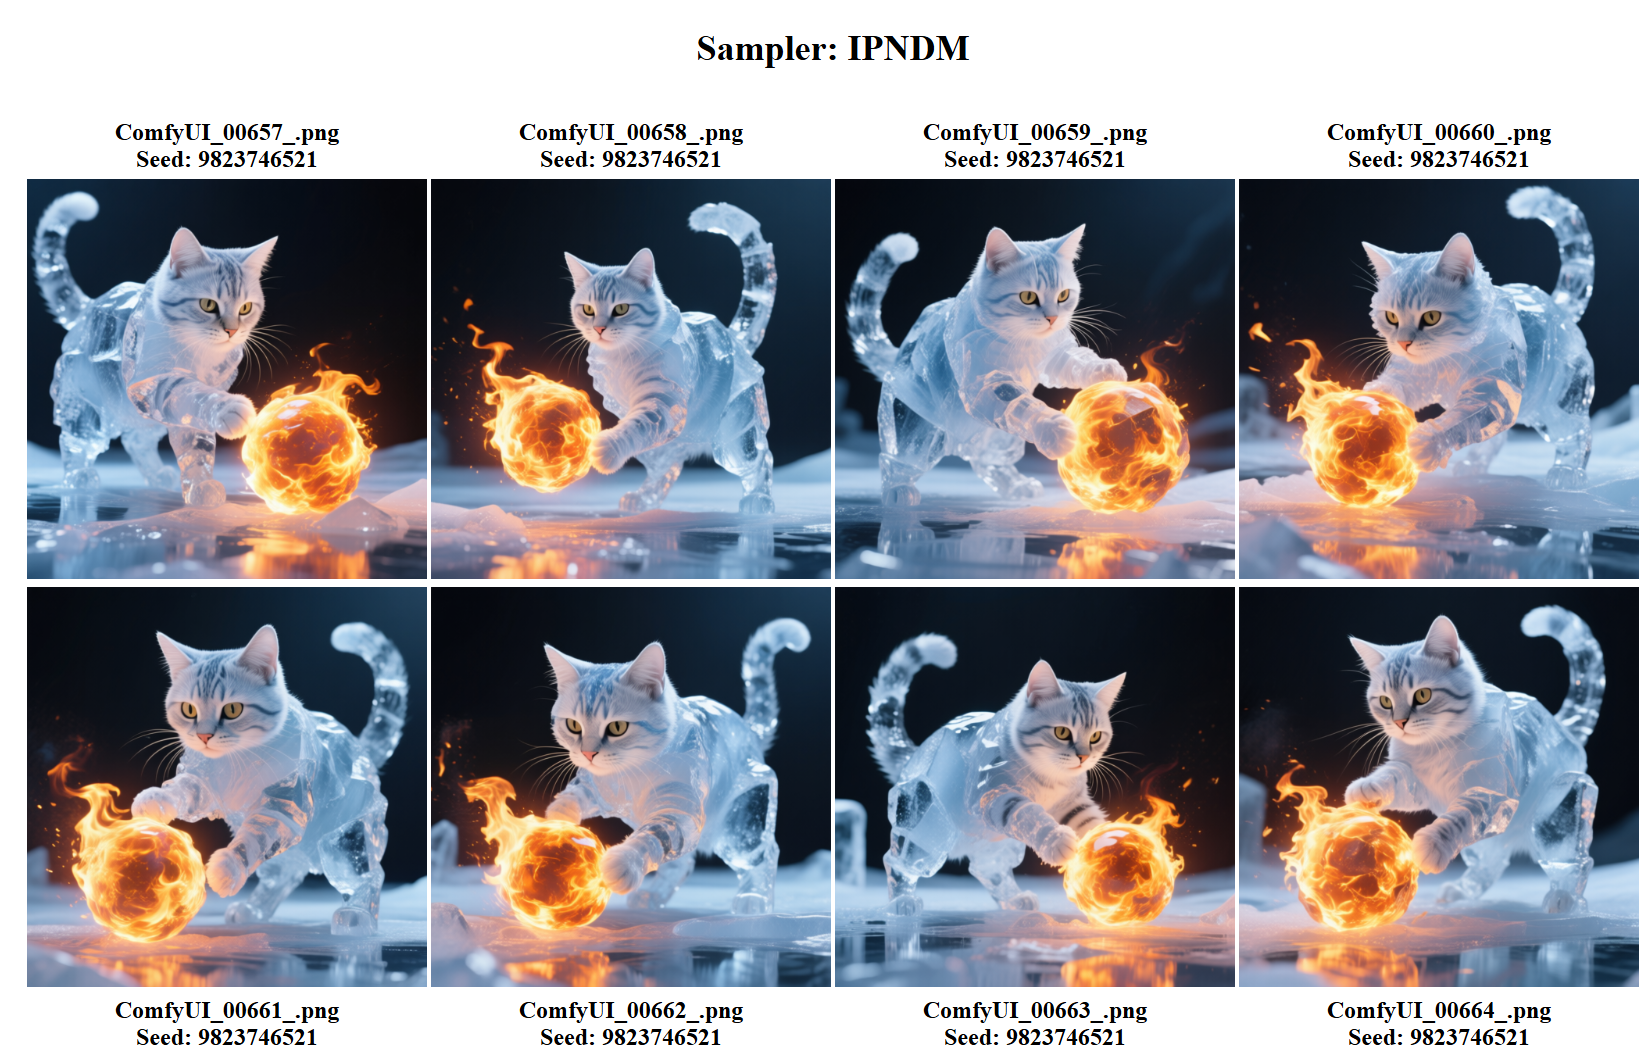 Sampler: IPNDM
ComfyUI_00657_.png
Seed: 9823746521
ComfyUI_00658_.png
Seed: 9823746521
ComfyUI_00659_.png
Seed: 9823746521
ComfyUI_00660_.png
Seed: 9823746521
ComfyUI_00661_.png
Seed: 9823746521
ComfyUI_00662_.png
Seed: 9823746521
ComfyUI_00663_.png
Seed: 9823746521
ComfyUI_00664_.png
Seed: 9823746521